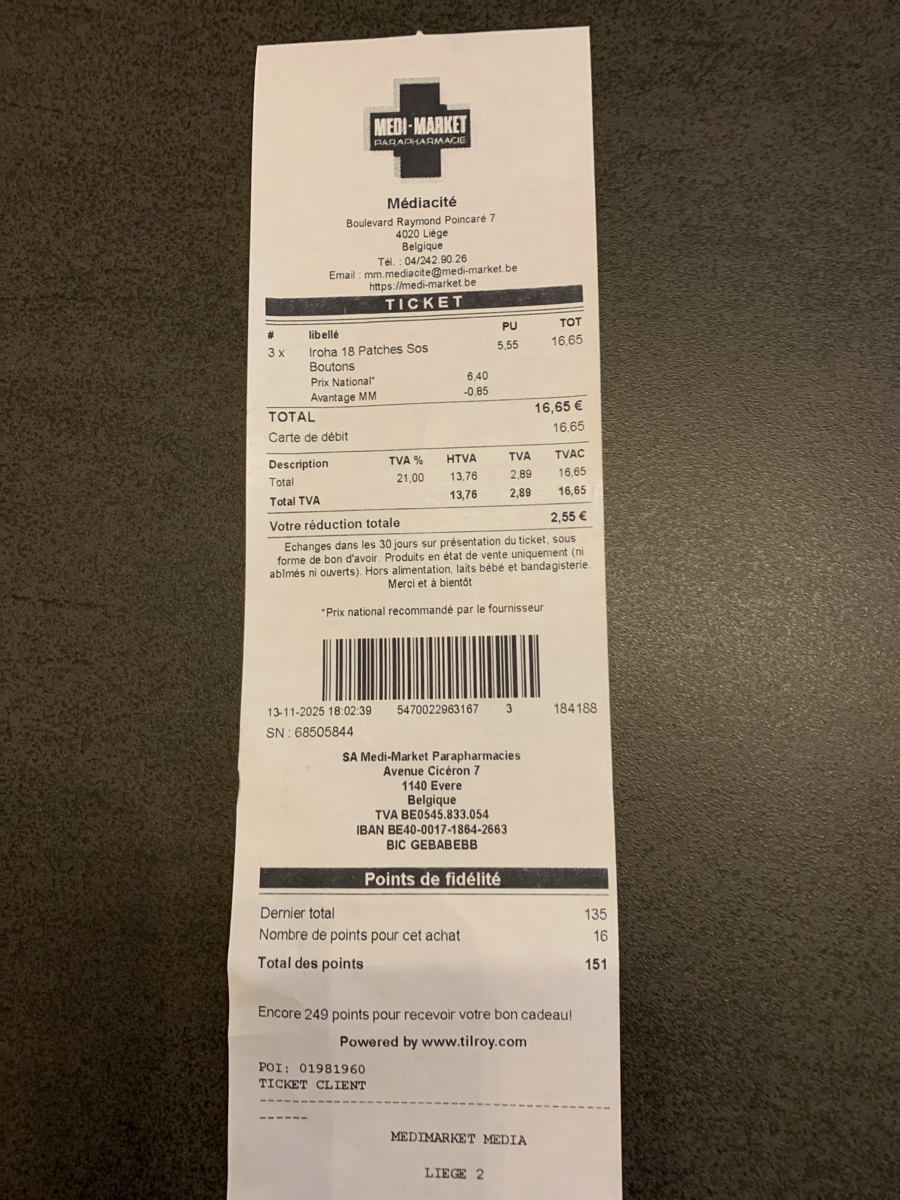 MEDI-MARKET
PARAPHARMACIE
Médiacité
Boulevard Raymond Poincaré 7
4020 Liège
Belgique
Tél. : 04/242.90.26
Email : mm.mediacite@medi-market.be
https://medi-market.be
TICKET
# libellé PU TOT
3 x Iroha 18 Patches Sos 5,55 16,65
Boutons
Prix National* 6,40
Avantage MM -0,85
TOTAL 16,65 €
Carte de débit 16,65
Description TVA % HTVA TVA TVAC
Total 21,00 13,76 2,89 16,65
Total TVA 13,76 2,89 16,65
Votre réduction totale 2,55 €
Echanges dans les 30 jours sur présentation du ticket, sous
forme de bon d'avoir. Produits en état de vente uniquement (ni
abîmés ni ouverts). Hors alimentation, laits bébé et bandagisterie.
Merci et à bientôt
*Prix national recommandé par le fournisseur
13-11-2025 18:02:39 5470022963167 3 184188
SN : 68505844
SA Medi-Market Parapharmacies
Avenue Cicéron 7
1140 Evere
Belgique
TVA BE0545.833.054
IBAN BE40-0017-1864-2663
BIC GEBABEBB
Points de fidélité
Dernier total 135
Nombre de points pour cet achat 16
Total des points 151
Encore 249 points pour recevoir votre bon cadeau!
Powered by www.tilroy.com
POI: 01981960
TICKET CLIENT
MEDIMARKET MEDIA
LIEGE 2